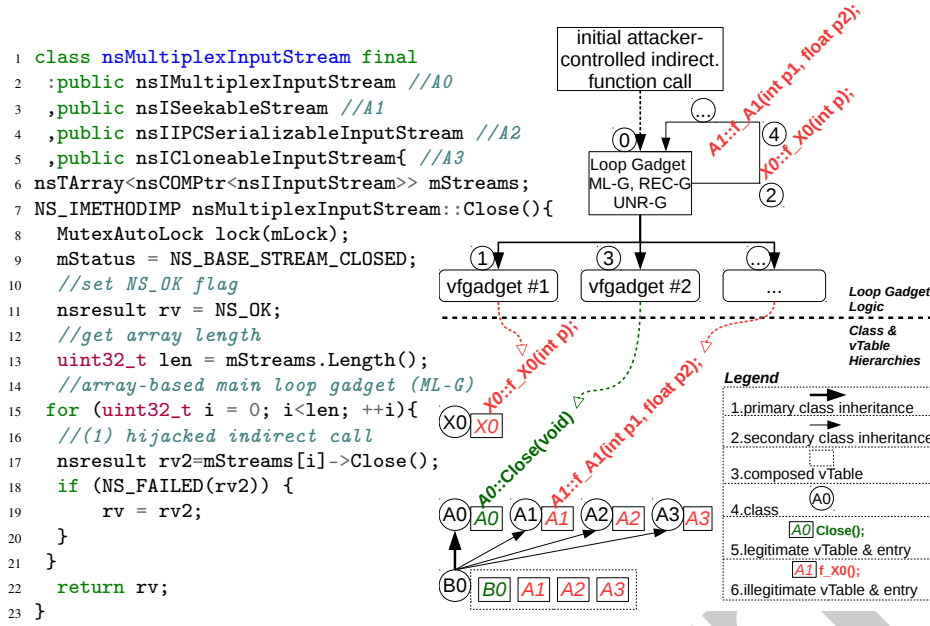 1 class nsMultiplexInputStream final
2 :public nsIMultiplexInputStream //A0
3 ,public nsISeekableStream //A1
4 ,public nsIIPCSerializableInputStream //A2
5 ,public nsICloneableInputStream{ //A3
6 nsTArray<nsCOMPtr<nsIInputStream>> mStreams;
7 NS_IMETHODIMP nsMultiplexInputStream::Close(){
8 MutexAutoLock lock(mLock);
9 mStatus = NS_BASE_STREAM_CLOSED;
10 //set NS_OK flag
11 nsresult rv = NS_OK;
12 //get array length
13 uint32_t len = mStreams.Length();
14 //array-based main loop gadget (ML-G)
15 for (uint32_t i = 0; i<len; ++i){
16 //(1) hijacked indirect call
17 nsresult rv2=mStreams[i]->Close();
18 if (NS_FAILED(rv2)) {
19 rv = rv2;
20 }
21 }
22 return rv;
23 }
initial attacker-
controlled indirect.
function call
...
0
4
Loop Gadget
ML-G, REC-G
UNR-G
2
A1::f_A1(int p1, float p2);
X0::f_X0(int p);
1
3
...
vfgadget #1
vfgadget #2
...
Loop Gadget
Logic
Class &
vTable
Hierarchies
X0::f_X0(int p);
A0::Close(void)
A1::f_A1(int p1, float p2);
X0 X0
A0 A0 A1 A1 A2 A2 A3 A3
B0 B0 A1 A2 A3
Legend
1.primary class inheritance
2.secondary class inheritance
3.composed vTable
A0
4.class
A0 Close();
5.legitimate vTable & entry
A1 f_X0();
6.illegitimate vTable & entry